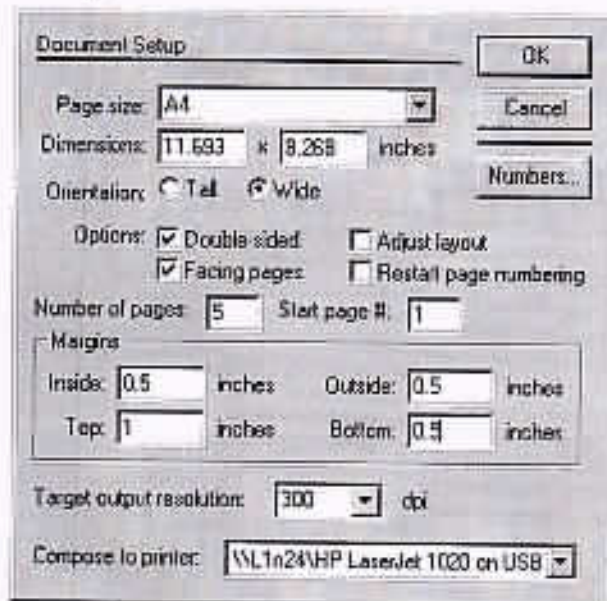 Document Setup
OK
Page size: A4
Cancel
Dimensions: 11.693 x 8.268 inches
Numbers...
Orientation: Tall Wide
Options: Double-sided Adjust layout
Facing pages Restart page numbering
Number of pages: 5 Start page #: 1
Margins
Inside: 0.5 inches Outside: 0.5 inches
Top: 1 inches Bottom: 0.5 inches
Target output resolution: 300 dpi
Compose to printer: \\L1n24\HP LaserJet 1020 on USB